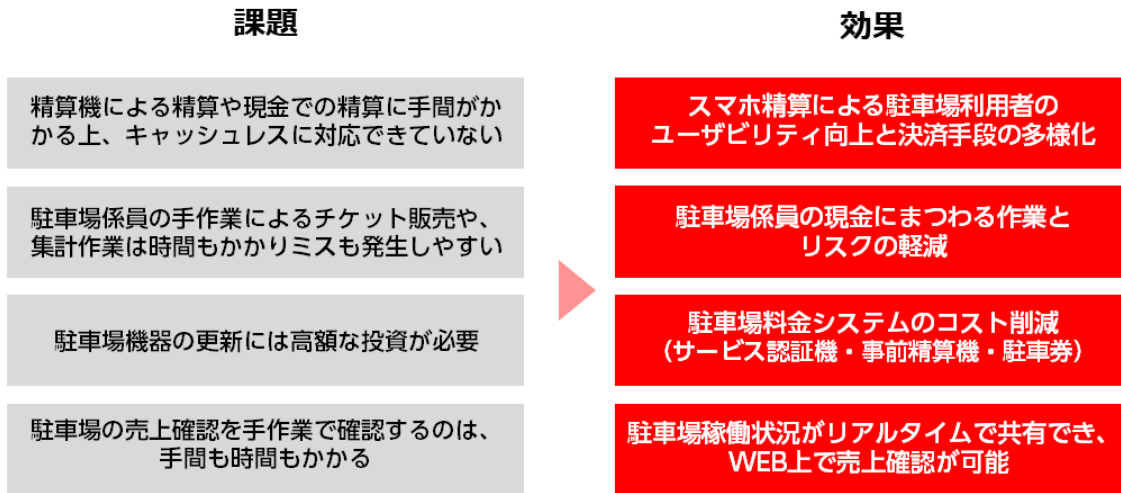 課題
効果
精算機による精算や現金での精算に手間がか
かる上、キャッシュレスに対応できていない
スマホ精算による駐車場利用者の
ユーザビリティ向上と決済手段の多様化
駐車場係員の手作業によるチケット販売や、
集計作業は時間もかかりミスも発生しやすい
駐車場係員の現金にまつわる作業と
リスクの軽減
駐車場機器の更新には高額な投資が必要
駐車場料金システムのコスト削減
（サービス認証機・事前精算機・駐車券）
駐車場の売上確認を手作業で確認するのは、
手間も時間もかかる
駐車場稼働状況がリアルタイムで共有でき、
WEB上で売上確認が可能